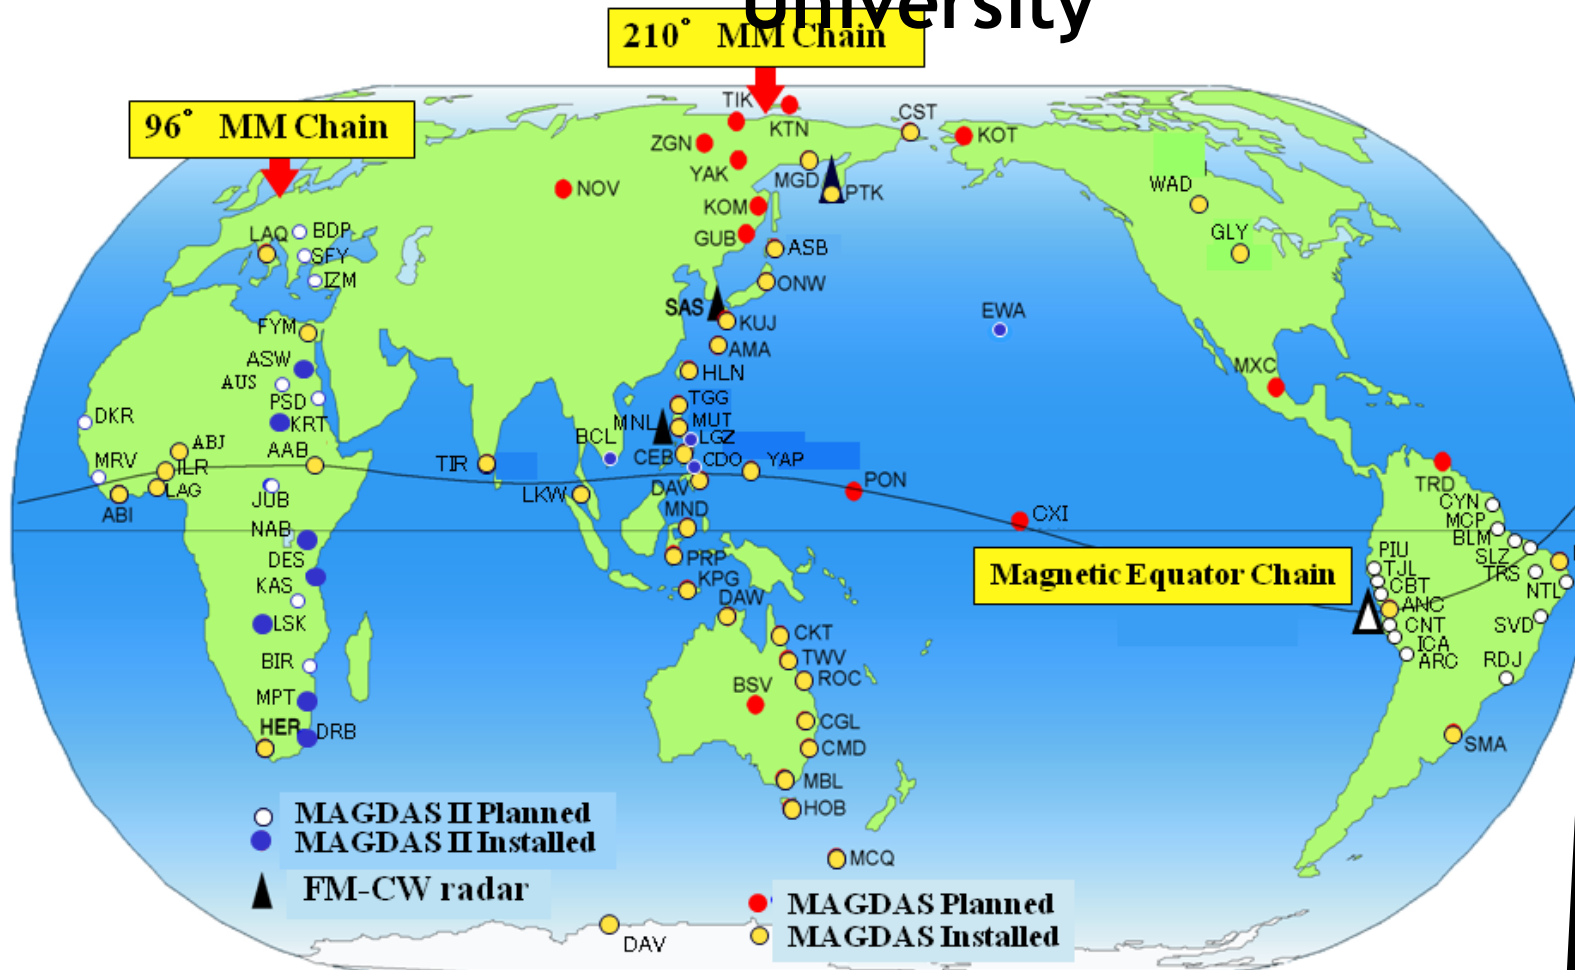 University
210° MM Chain
96° MM Chain
TIK
KTN
CST
KOT
ZGN
YAK
MGD
PTK
NOV
WAD
KOM
GUB
ASB
GLY
LAQ
BDP
SFY
IZM
ONW
SAS
KUJ
EWA
FYM
AMA
ASW
HLN
MXC
AUS
PSD
TGG
DKR
KRT
MNL
MUT
BCL
LGZ
ABJ
AAB
MRV
ILR
TIR
CEB
CDO
YAP
LAG
JUB
LKW
DAV
PON
TRD
ABI
MND
CXI
CYN
NAB
MCP
BLM
DES
PRP
PIU
SLZ
KAS
KPG
Magnetic Equator Chain
TJL
TRS
CBT
NTL
DAW
ANC
LSK
CKT
CNT
SVD
BIR
TWV
ICA
ARC
RDJ
MPT
BSV
ROC
HER
DRB
CGL
CMD
SMA
MBL
HOB
MAGDAS II Planned
MAGDAS II Installed
MCQ
FM-CW radar
MAGDAS Planned
MAGDAS Installed
DAV